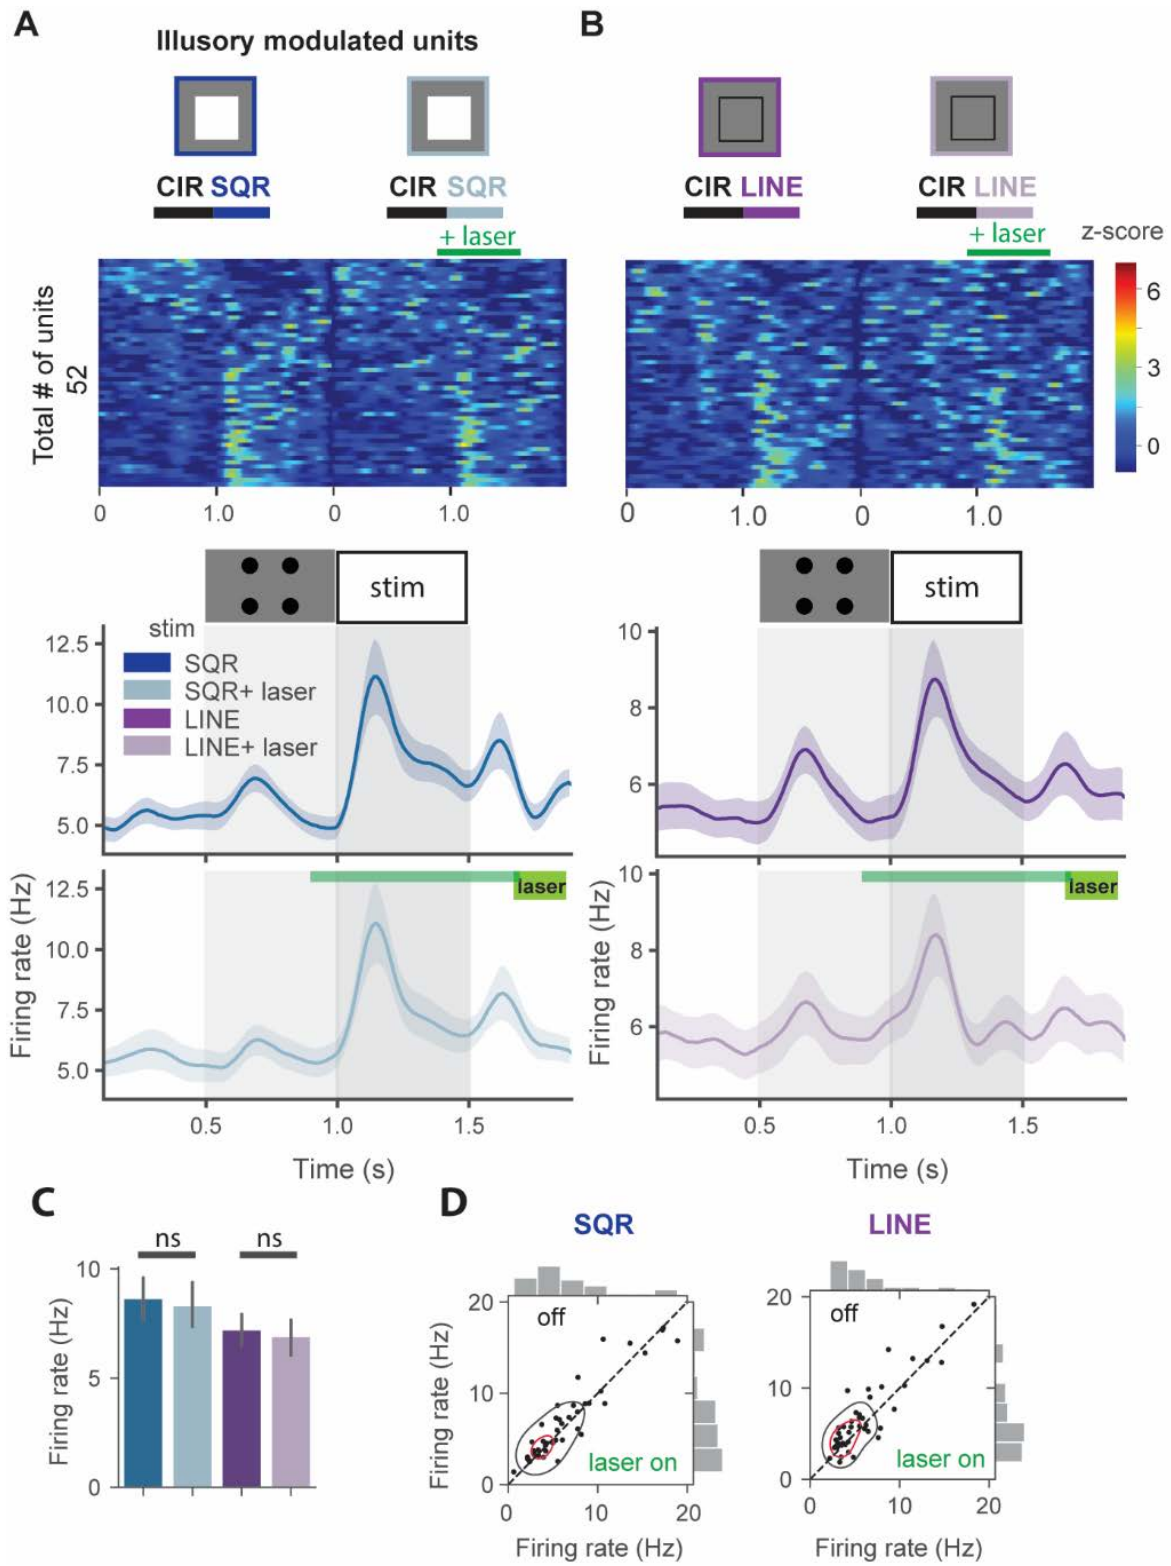 A
B
Illusory modulated units
CIR SQR
CIR SQR
CIR LINE
CIR LINE
+ laser
+ laser
z-score
6
3
0
Total # of units
52
0
1.0
0
1.0
0
1.0
0
1.0
stim
stim
stim
SQR
SQR+ laser
LINE
LINE+ laser
12.5
10.0
7.5
5.0
10
8
6
laser
laser
12.5
10.0
7.5
5.0
10
8
6
Firing rate (Hz)
Firing rate (Hz)
0.5
1.0
1.5
0.5
1.0
1.5
Time (s)
Time (s)
C
D
ns
ns
10
5
0
Firing rate (Hz)
SQR
LINE
off
laser on
20
10
0
0
10
20
Firing rate (Hz)
Firing rate (Hz)
off
laser on
20
10
0
0
10
20
Firing rate (Hz)